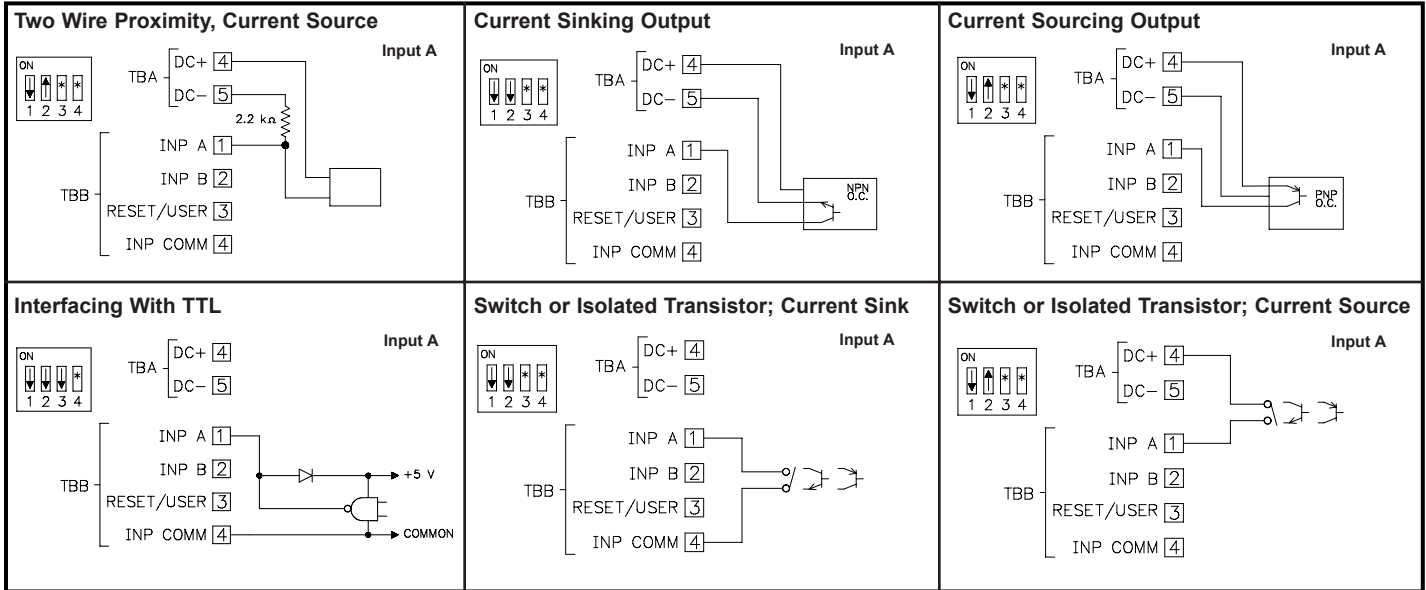 Two Wire Proximity, Current Source
Input A
ON
1 2 3 4
* *
TBA
DC+ 4
DC− 5
2.2 kΩ
TBB
INP A 1
INP B 2
RESET/USER 3
INP COMM 4
Current Sinking Output
Input A
ON
* *
1 2 3 4
TBA
DC+ 4
DC− 5
TBB
INP A 1
INP B 2
RESET/USER 3
INP COMM 4
NPN
O.C.
Current Sourcing Output
Input A
ON
* *
1 2 3 4
TBA
DC+ 4
DC− 5
TBB
INP A 1
INP B 2
RESET/USER 3
INP COMM 4
PNP
O.C.
Interfacing With TTL
Input A
ON
*
1 2 3 4
TBA
DC+ 4
DC− 5
TBB
INP A 1
INP B 2
RESET/USER 3
INP COMM 4
+5 V
COMMON
Switch or Isolated Transistor; Current Sink
Input A
ON
* *
1 2 3 4
TBA
DC+ 4
DC− 5
TBB
INP A 1
INP B 2
RESET/USER 3
INP COMM 4
Switch or Isolated Transistor; Current Source
Input A
ON
* *
1 2 3 4
TBA
DC+ 4
DC− 5
TBB
INP A 1
INP B 2
RESET/USER 3
INP COMM 4